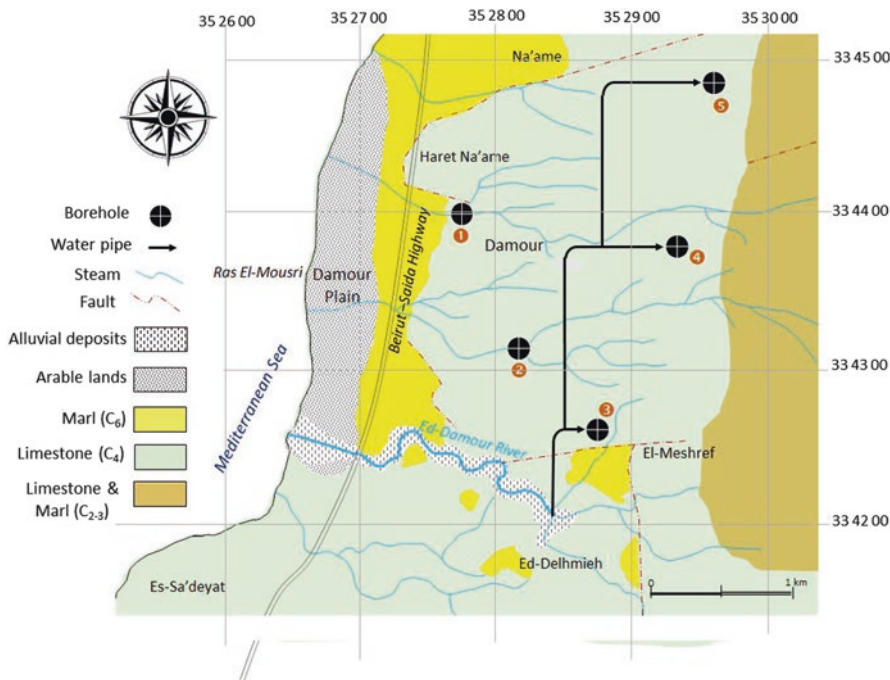 35 26 00
35 27 00
35 28 00
35 29 00
35 30 00
33 45 00
33 44 00
33 43 00
33 42 00
Na'ame
5
Haret Na'ame
Borehole
Water pipe
Steam
Fault
Alluvial deposits
Arable lands
Marl (C6)
Limestone (C4)
Limestone &
Marl (C2-3)
1
Damour
4
Ras El-Mousri
Damour
Plain
Beirut –Saida Highway
Mediterranean Sea
2
3
Ed-Damour River
El-Meshref
Ed-Delhmieh
Es-Sa'deyat
0
1 km